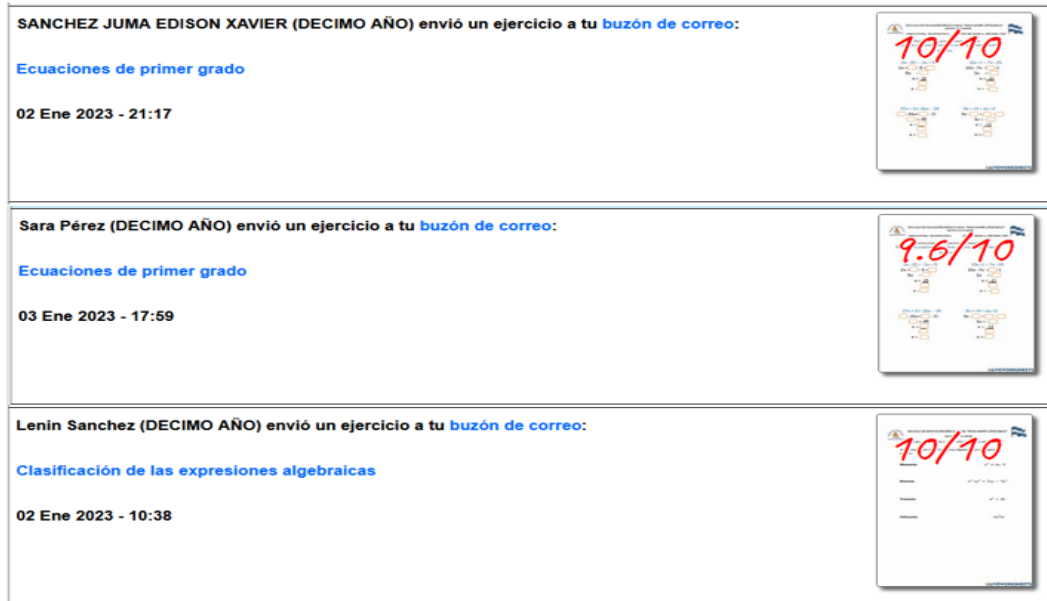 SANCHEZ JUMA EDISON XAVIER (DECIMO AÑO) envió un ejercicio a tu buzón de correo:
Ecuaciones de primer grado
02 Ene 2023 - 21:17
10/10
LIVEWORKSHEETS
Sara Pérez (DECIMO AÑO) envió un ejercicio a tu buzón de correo:
Ecuaciones de primer grado
03 Ene 2023 - 17:59
9.6/10
LIVEWORKSHEETS
Lenin Sanchez (DECIMO AÑO) envió un ejercicio a tu buzón de correo:
Clasificación de las expresiones algebraicas
02 Ene 2023 - 10:38
10/10
LIVEWORKSHEETS